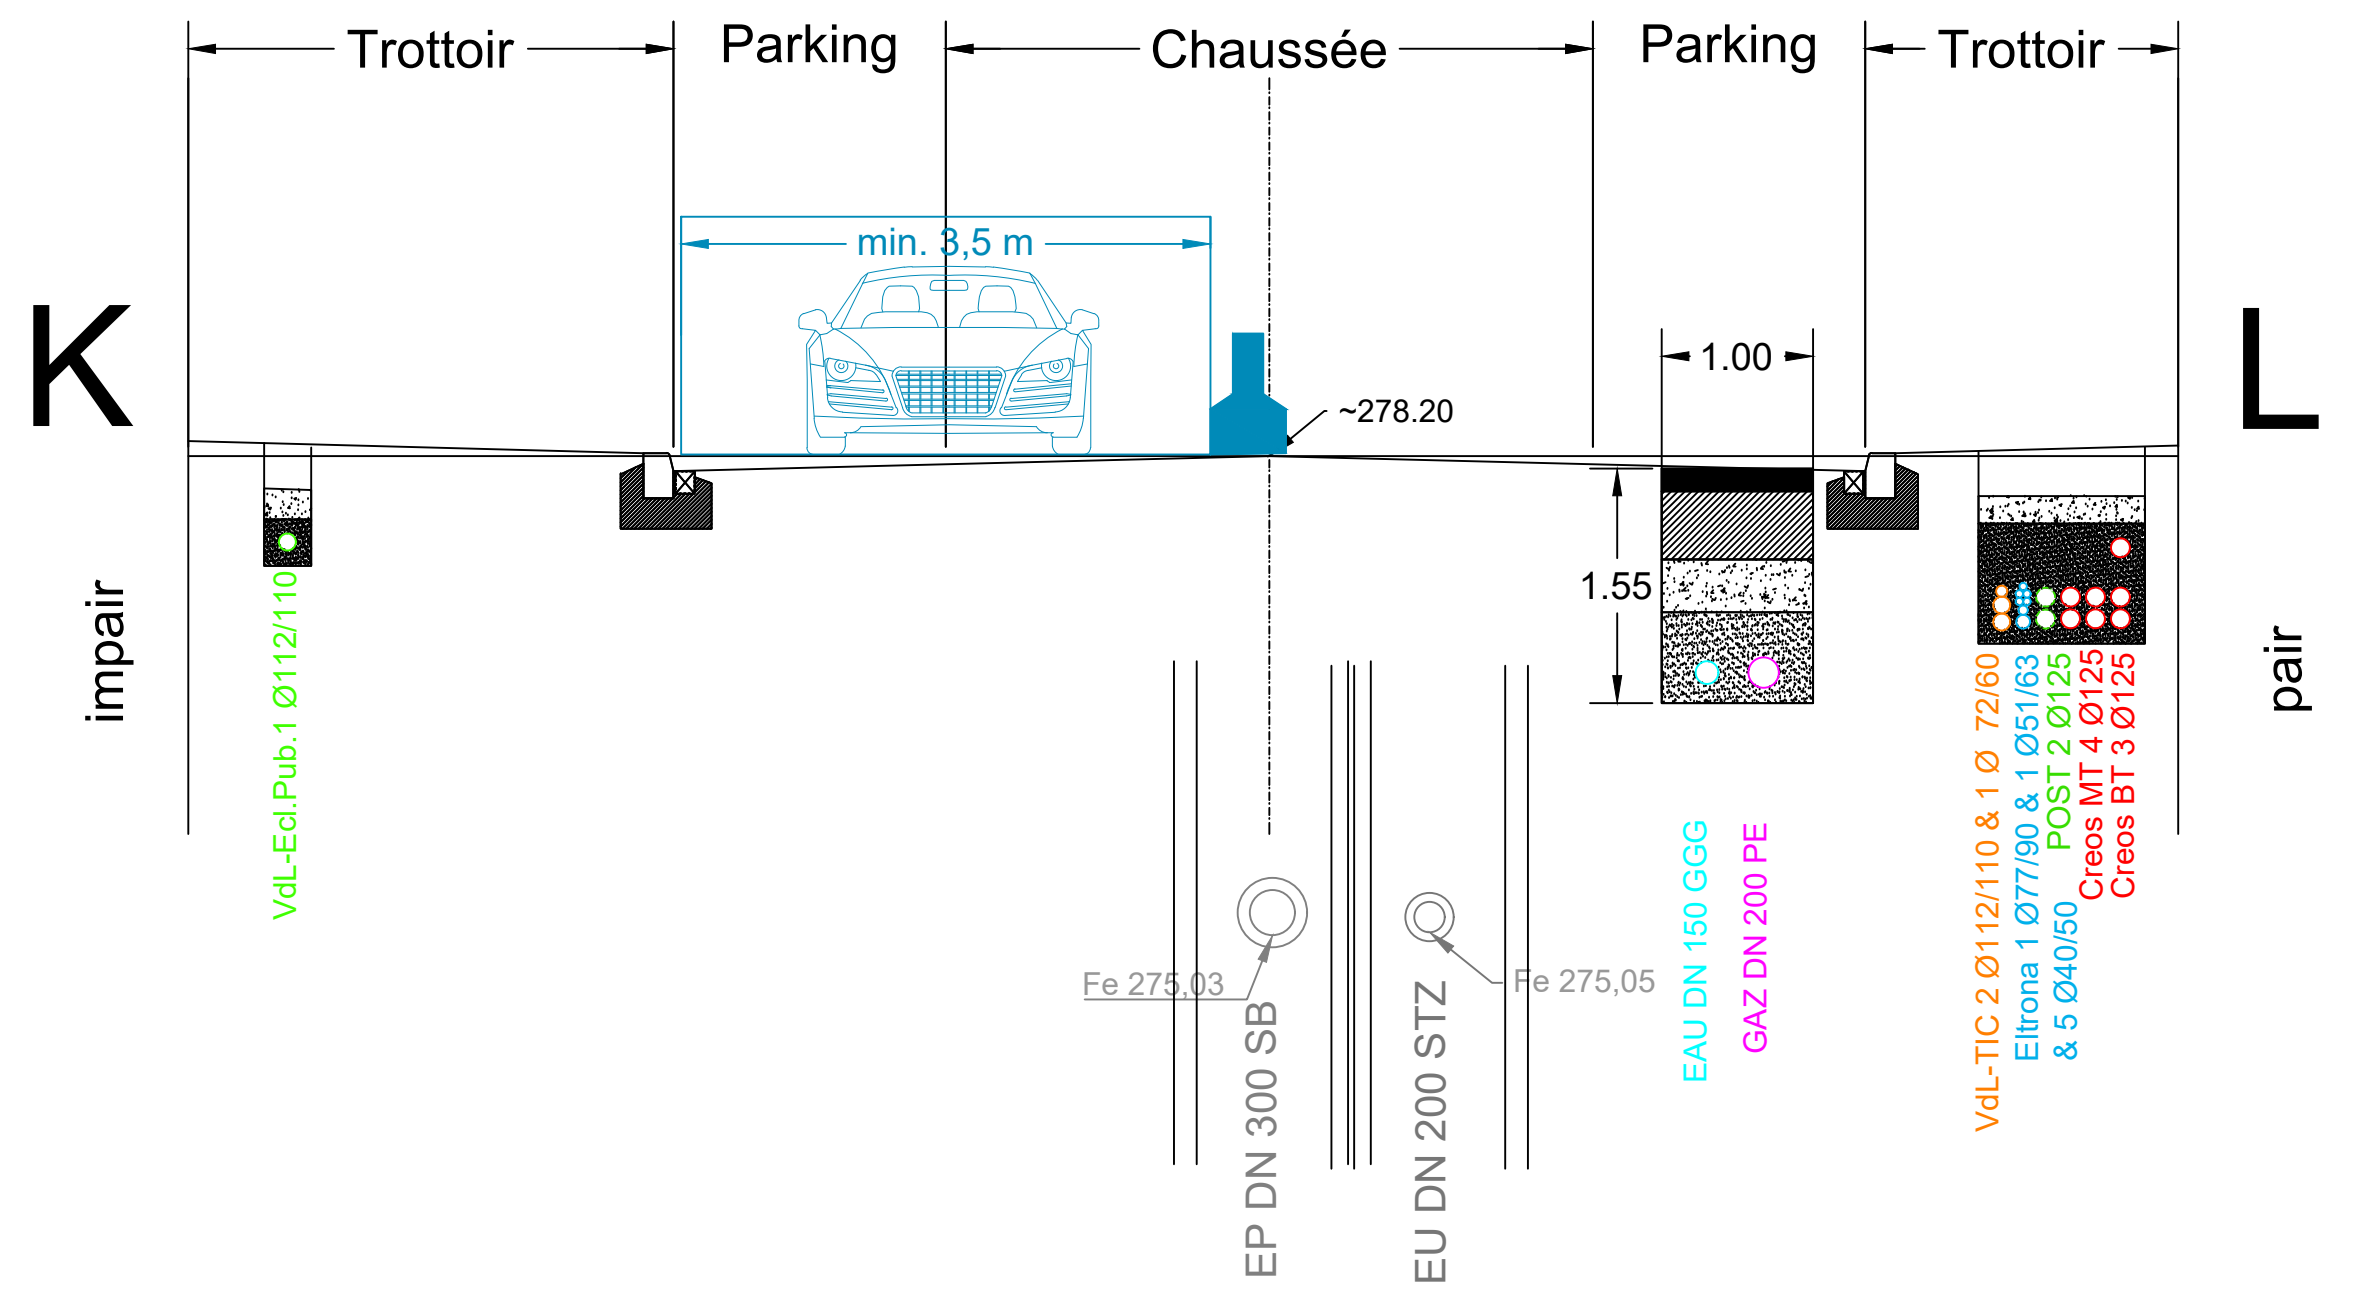 Trottoir
Parking
Chaussée
Parking
Trottoir
min. 3,5 m
K
L
1.00
~278.20
1.55
impair
pair
VdL-Ecl.Pub.1 Ø112/110
VdL-TIC 2 Ø112/110 & 1 Ø 72/60
Eltrona 1 Ø77/90 & 1 Ø51/63
& 5 Ø40/50
POST 2 Ø125
Creos MT 4 Ø125
Creos BT 3 Ø125
EAU DN 150 GGG
GAZ DN 200 PE
Fe 275,03
Fe 275,05
EP DN 300 SB
EU DN 200 STZ